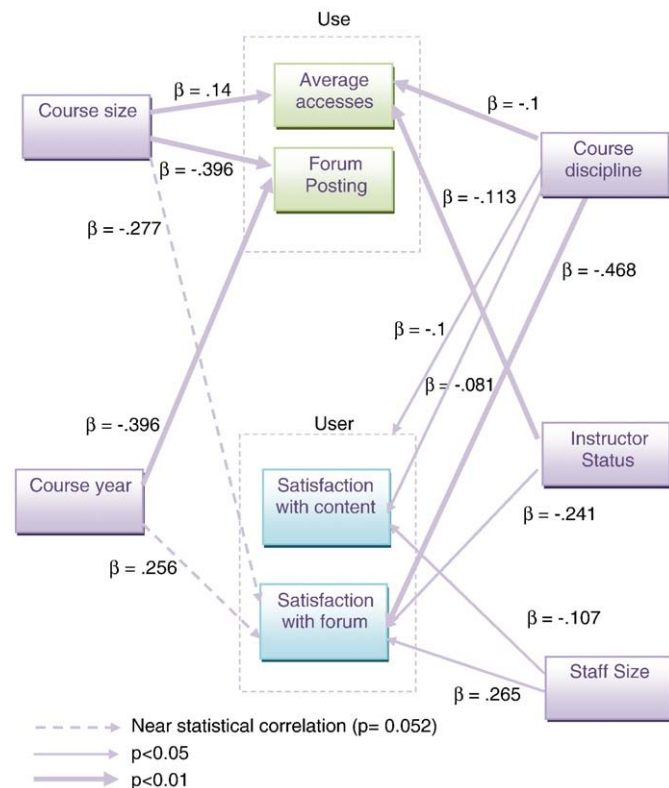 Use
Course size
β = .14
Average
accesses
β = -.1
Course
discipline
β = -.396
Forum
Posting
β = -.113
β = -.277
β = -.468
β = -.1
β = -.081
β = -.396
User
Instructor
Status
Course year
Satisfaction
with content
β = -.241
β = .256
Satisfaction
with forum
β = -.107
β = .265
Staff Size
Near statistical correlation (p= 0.052)
p<0.05
p<0.01